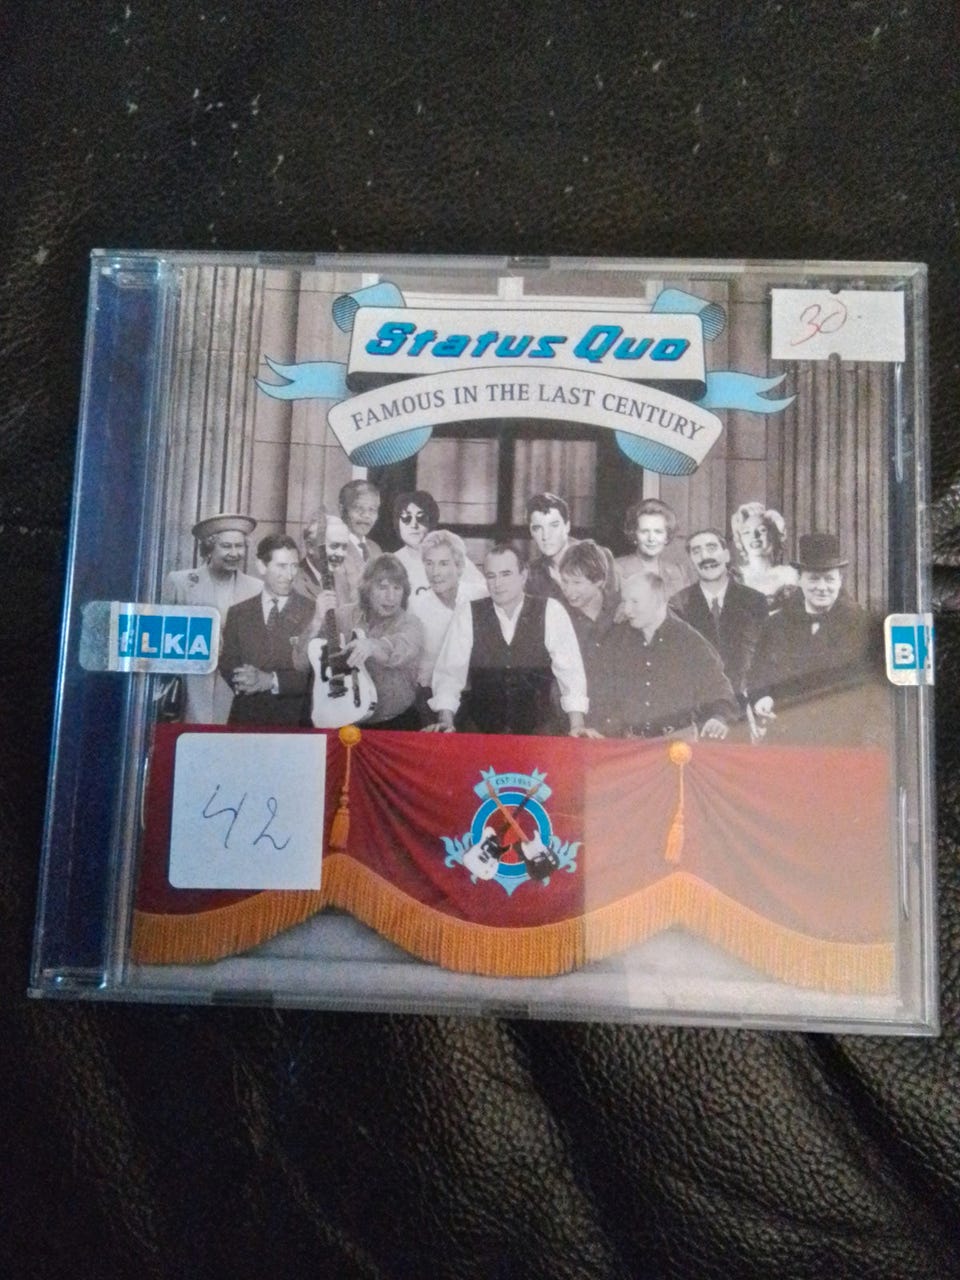 30.
Status Quo
FAMOUS IN THE LAST CENTURY
LKA
B
42